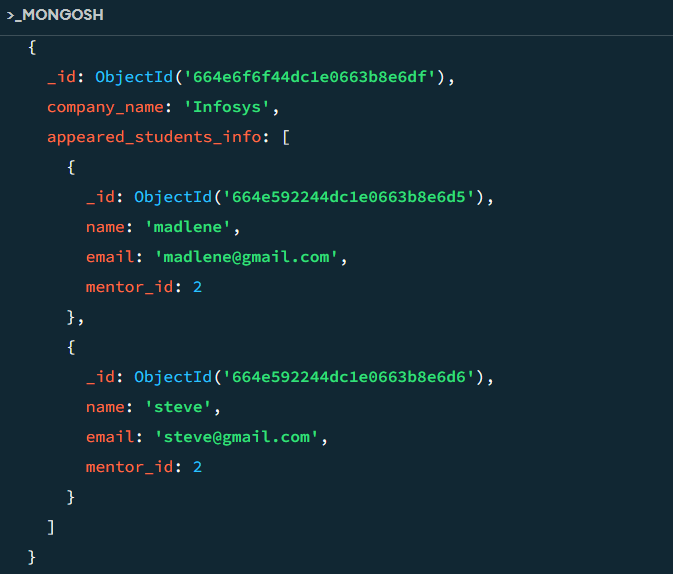 >_MONGOSH
{
_id: ObjectId('664e6f6f44dc1e0663b8e6df'),
company_name: 'Infosys',
appeared_students_info: [
{
_id: ObjectId('664e592244dc1e0663b8e6d5'),
name: 'madlene',
email: 'madlene@gmail.com',
mentor_id: 2
},
{
_id: ObjectId('664e592244dc1e0663b8e6d6'),
name: 'steve',
email: 'steve@gmail.com',
mentor_id: 2
}
]
}